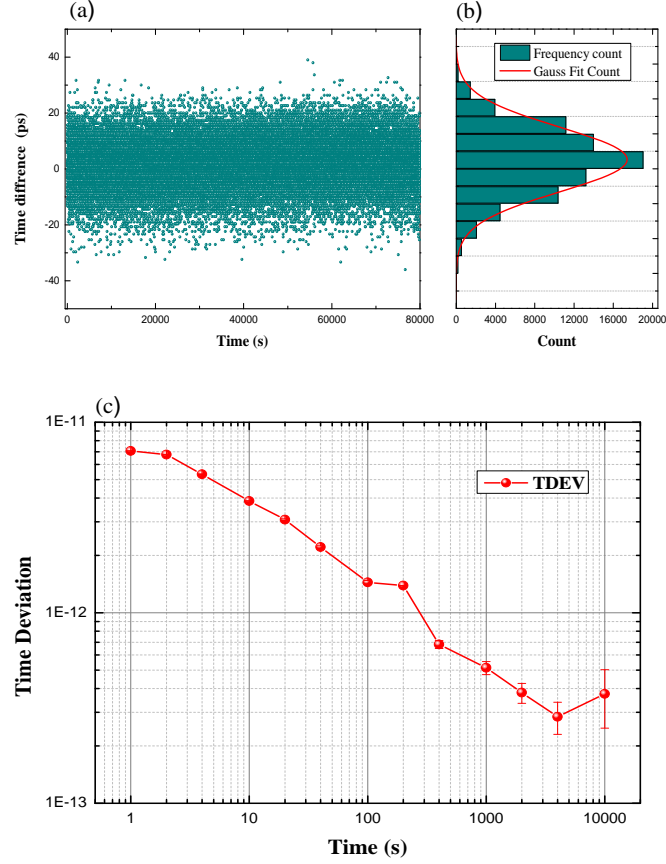 (a)
(b)
40
20
0
-20
-40
Time diffrence (ps)
0
20000
40000
60000
80000
Time (s)
Frequency count
Gauss Fit Count
0
4000
8000
12000
16000
20000
Count
(c)
1E-11
1E-12
1E-13
Time Deviation
TDEV
1
10
100
1000
10000
Time (s)